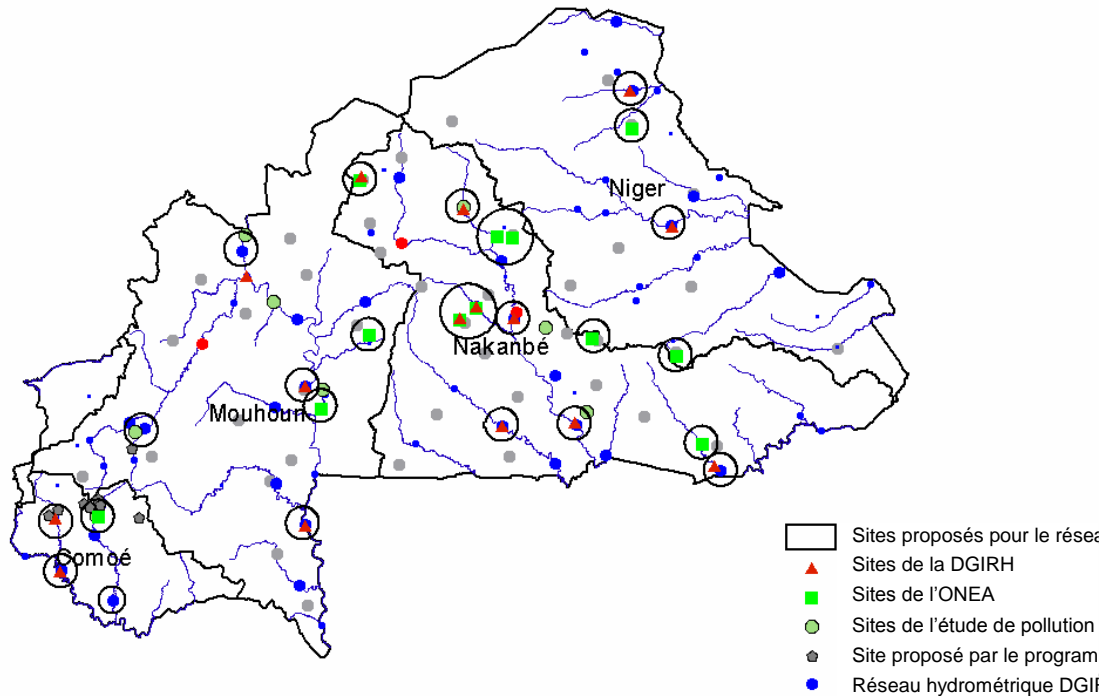 Niger
Nakanbé
Mouhoun
Comoé
Sites proposés pour le résea
Sites de la DGIRH
Sites de l'ONEA
Sites de l'étude de pollution
Site proposé par le program
Réseau hydrométrique DGIR